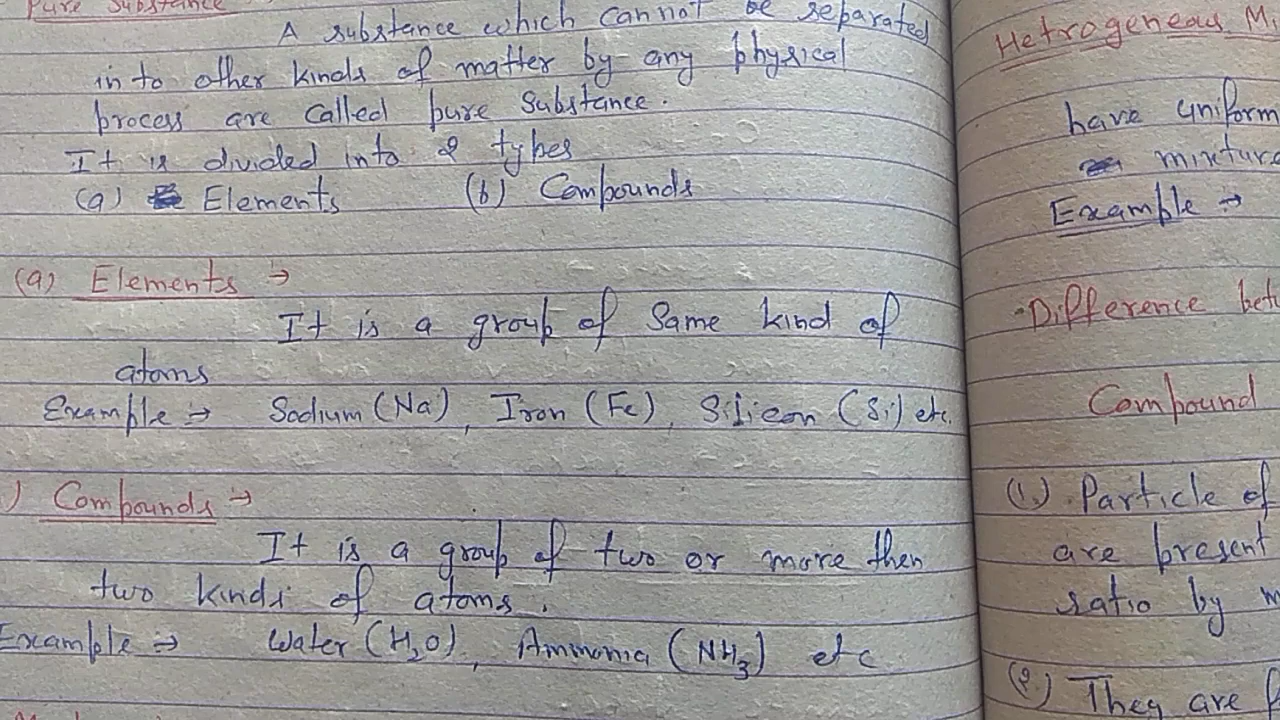 Pure Substance
A substance which cannot be separated
in to other kinds of matter by any physical
process are called pure substance.
It is divided into 2 types
(a) Elements (b) Compounds
(a) Elements →
It is a group of same kind of
atoms
Example ⇒ Sodium (Na), Iron (Fe), Silicon (Si) etc.
) Compounds →
It is a group of two or more then
two kinds of atoms.
Example ⇒ Water (H₂O), Ammonia (NH₃) etc
Hetrogeneous
have uniform
mixture
Example →
Difference
Compound
(1.) Particle of
are present
ratio by
(2.) They are